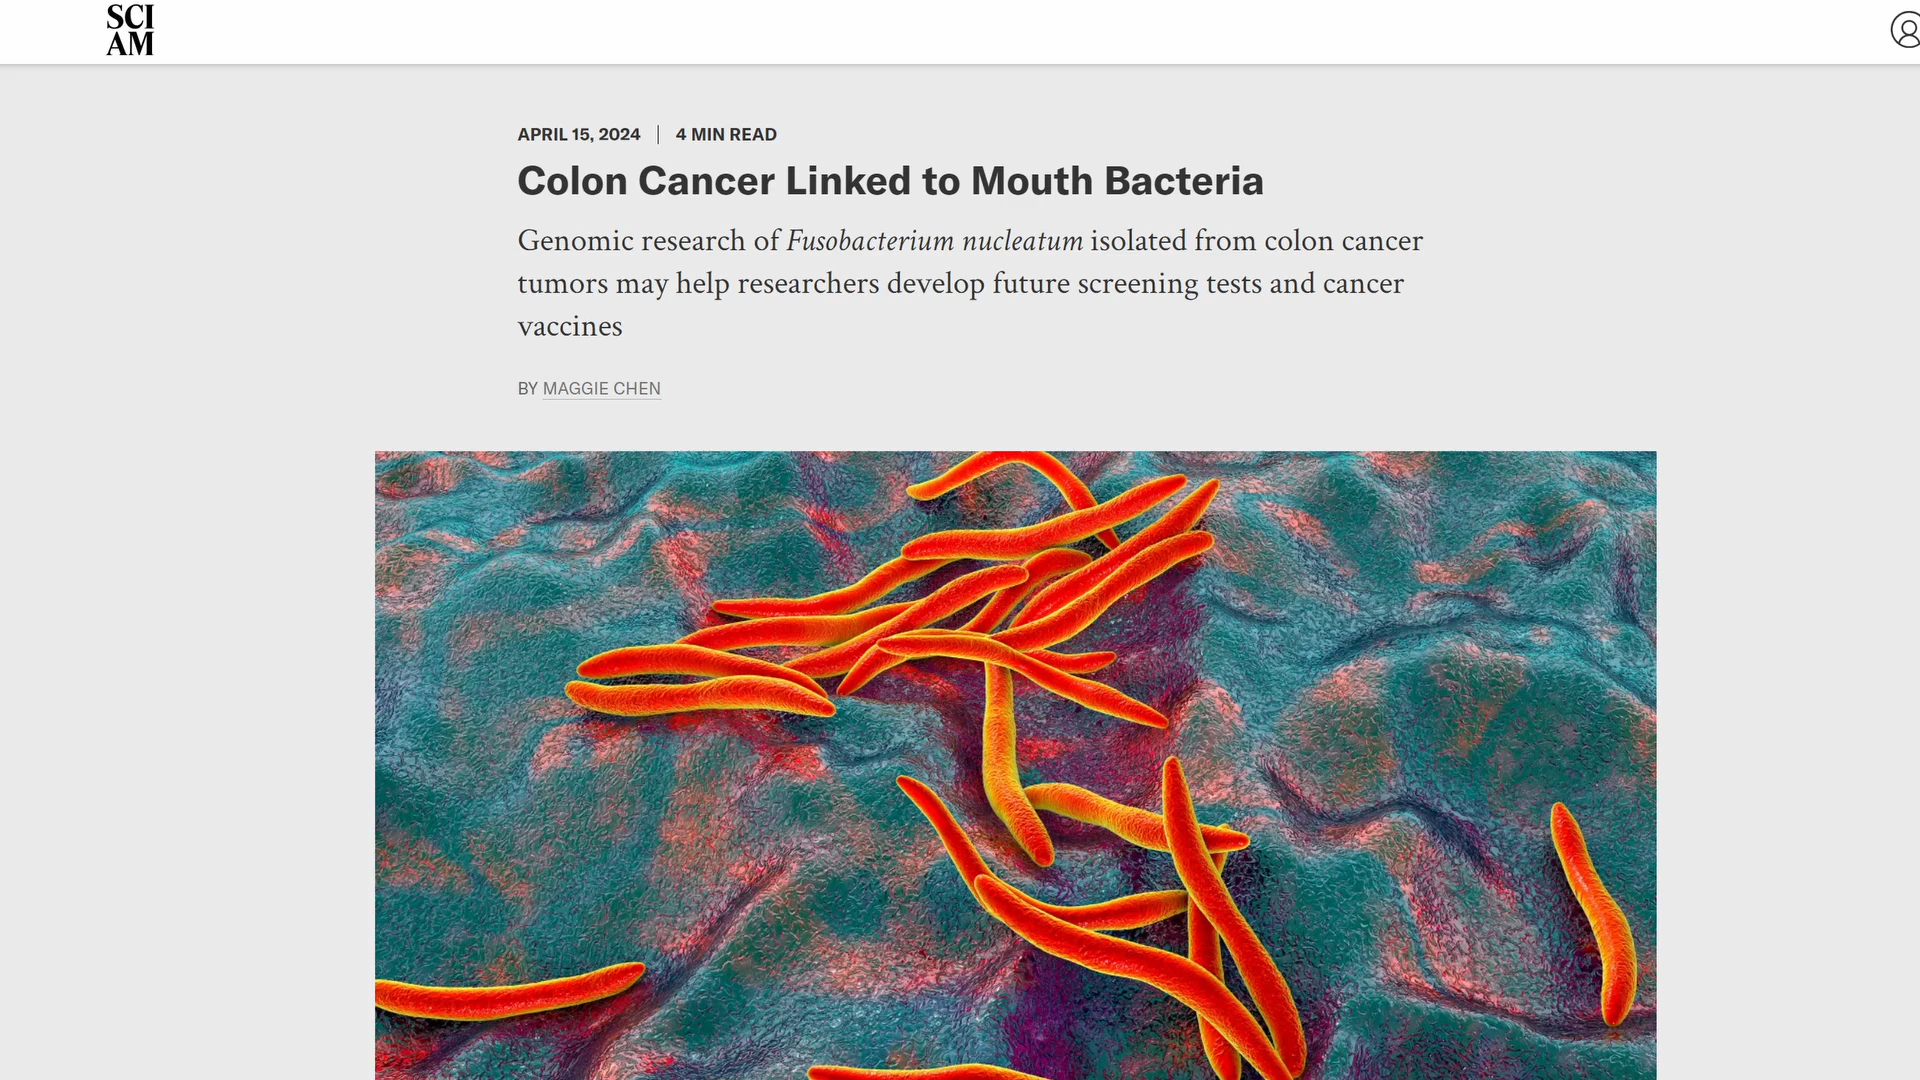 SCI
AM
APRIL 15, 2024 | 4 MIN READ
Colon Cancer Linked to Mouth Bacteria
Genomic research of Fusobacterium nucleatum isolated from colon cancer
tumors may help researchers develop future screening tests and cancer
vaccines
BY MAGGIE CHEN